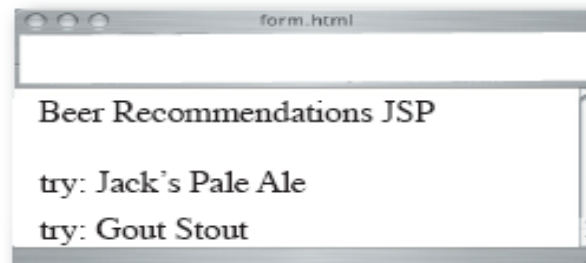 form.html
Beer Recommendations JSP
try: Jack's Pale Ale
try: Gout Stout